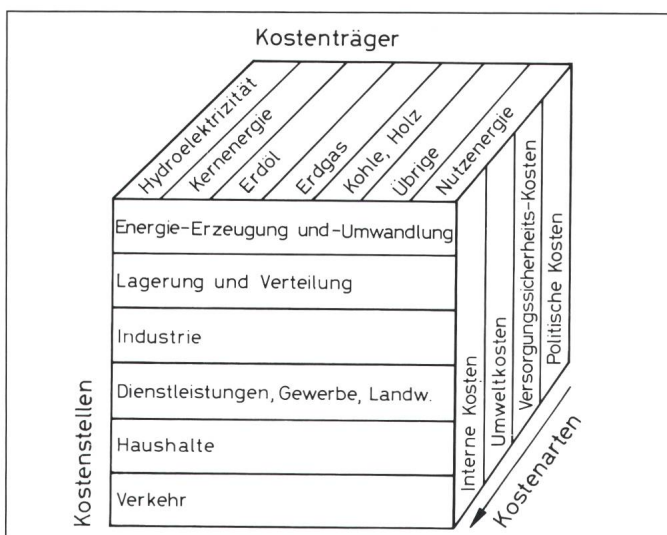 Kostenträger
Hydroelektrizität
Kernenergie
Erdöl
Erdgas
Kohle, Holz
Übrige
Nutzenergie
Kostenstellen
Energie-Erzeugung und-Umwandlung
Lagerung und Verteilung
Industrie
Dienstleistungen, Gewerbe, Landw.
Haushalte
Verkehr
Interne Kosten
Umweltkosten
Versorgungssicherheits-Kosten
Politische Kosten
Kostenarten